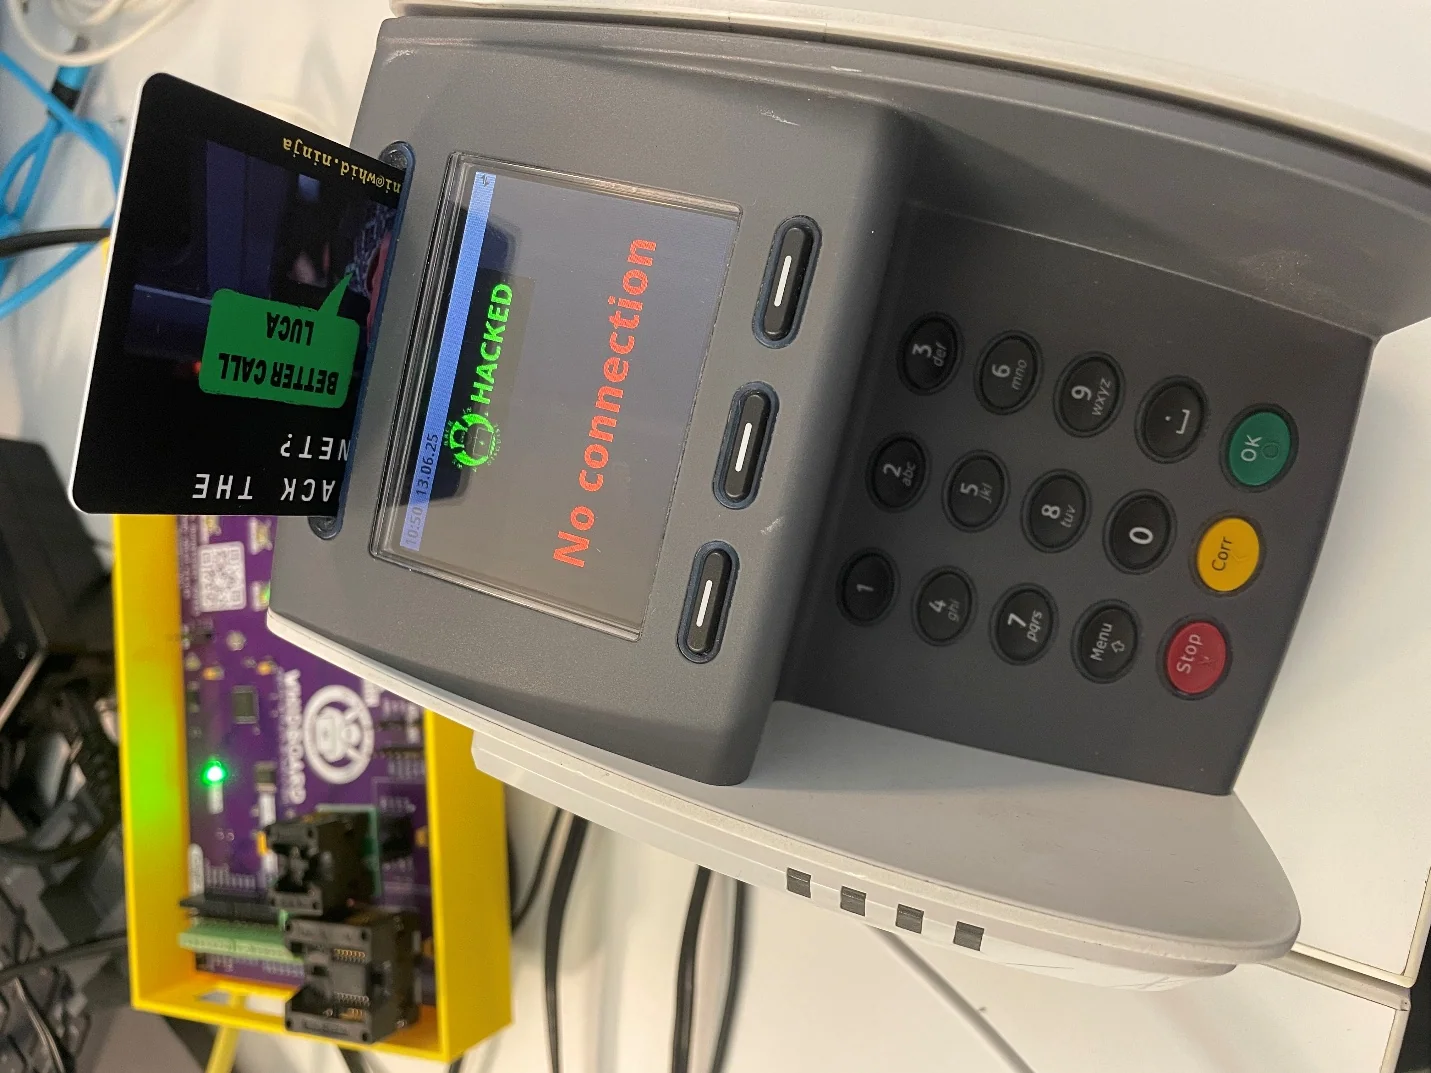 10:50 13.06.25
HACKED
No connection
1
2 abc
3 def
4 ghi
5 jkl
6 mno
7 pqrs
8 tuv
9 wxyz
Menu
0
Stop
Corr
OK
ACK THE
NET?
BETTER CALL
LUCA
ni@whid.ninja
WHIDBOARD